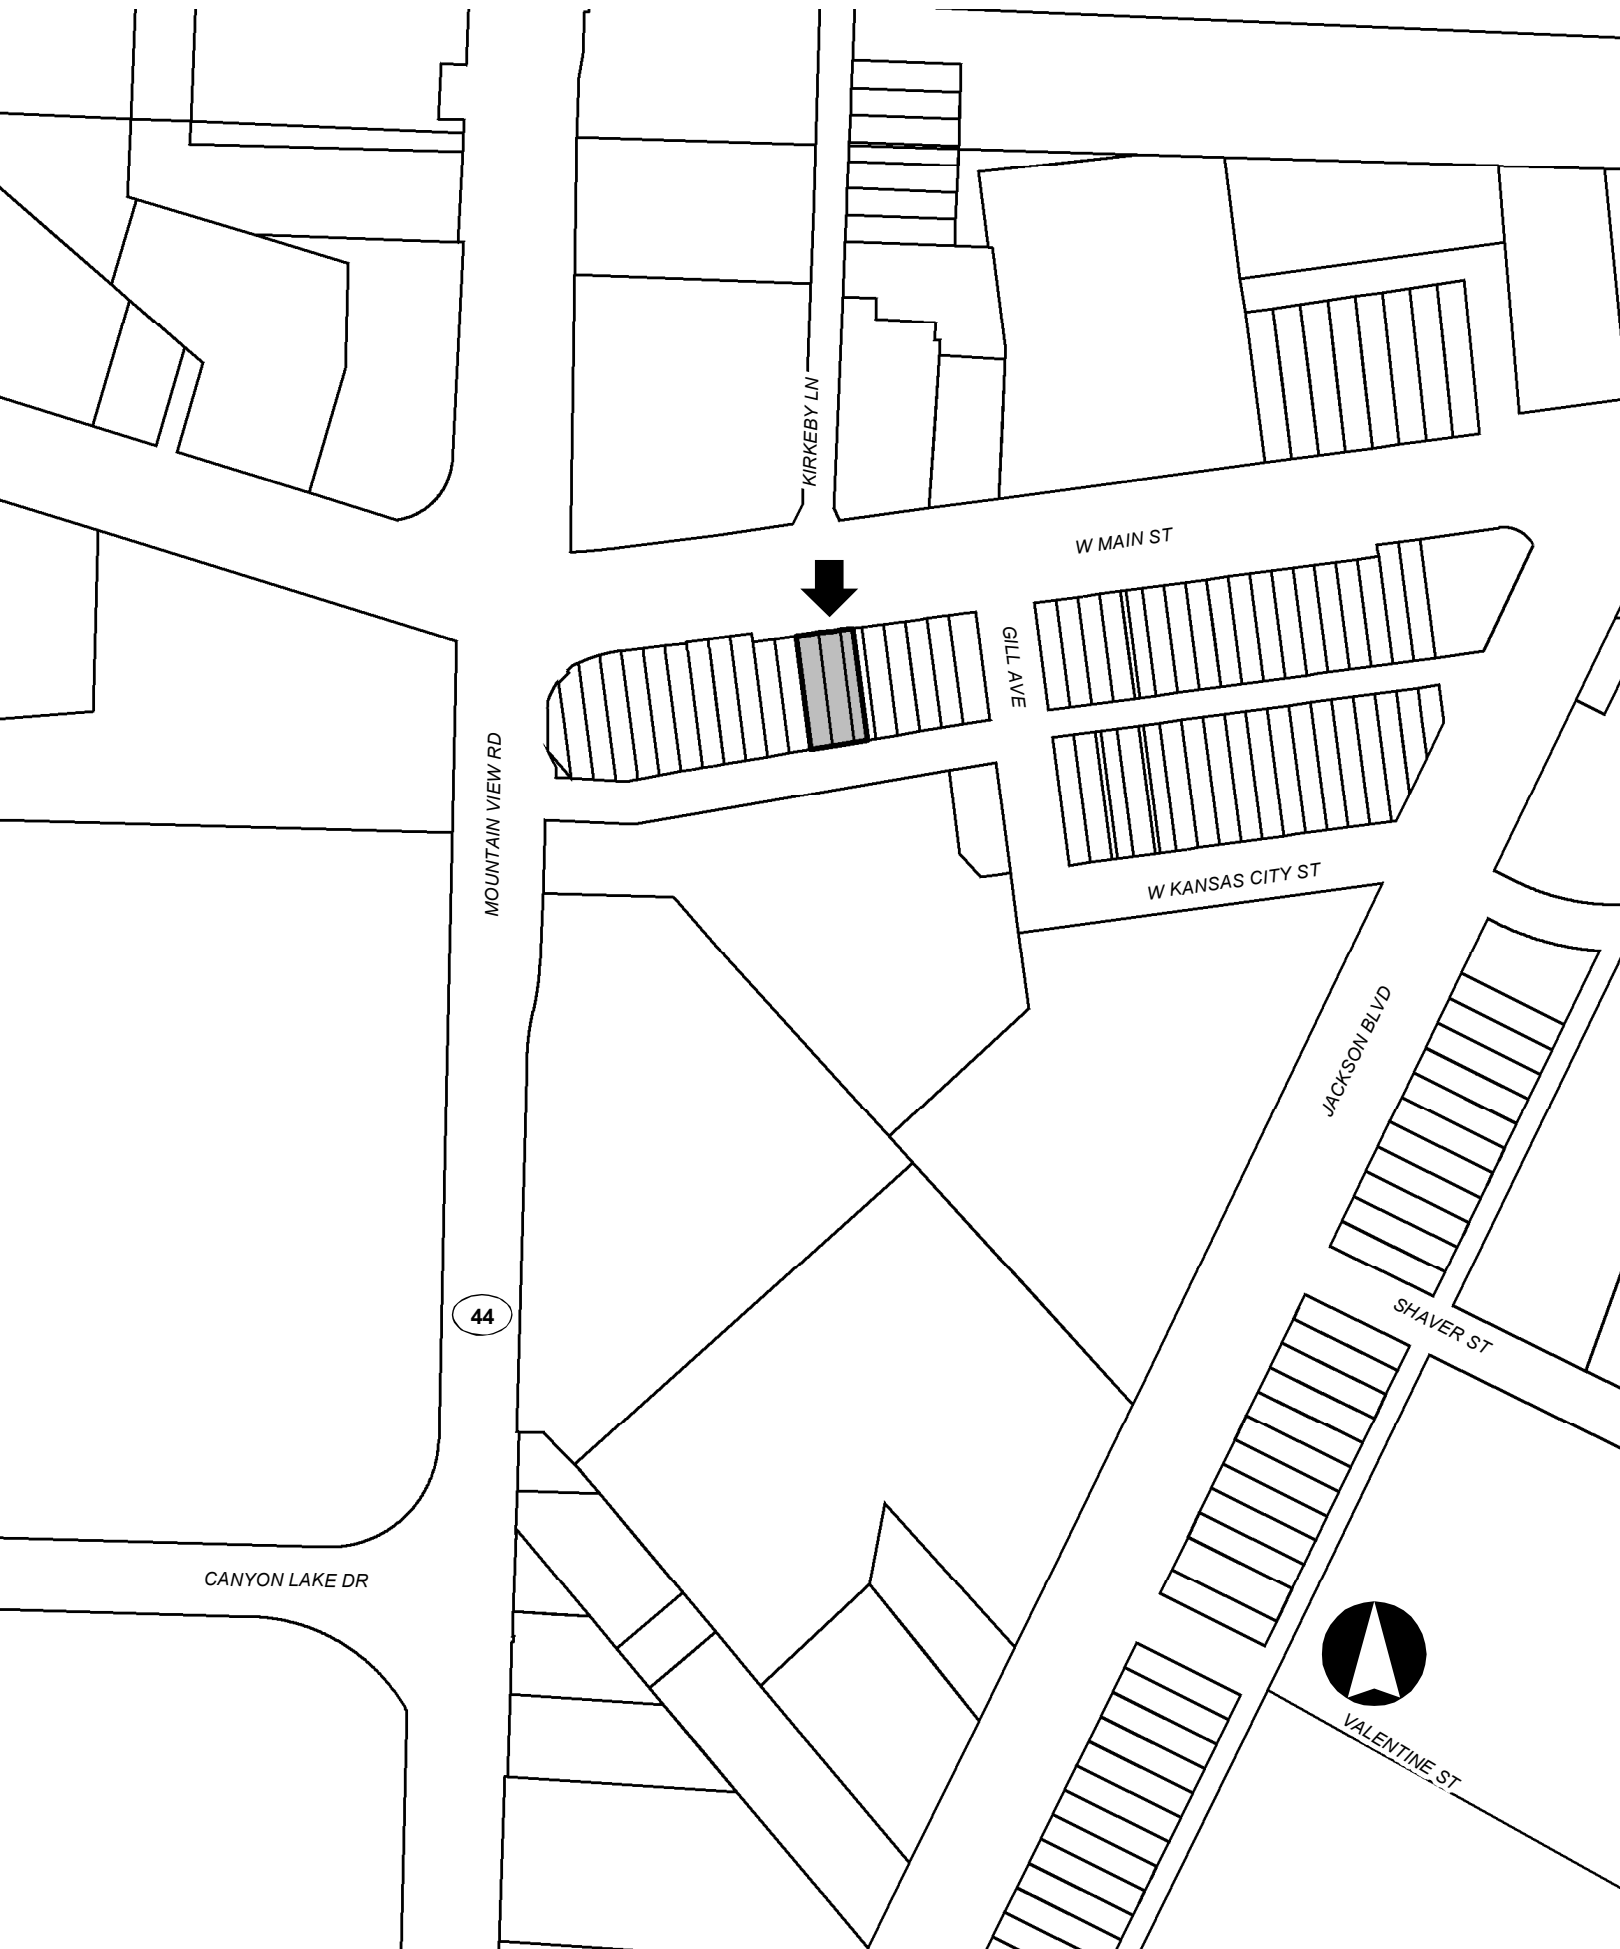 KIRKEBY LN
W MAIN ST
GILL AVE
MOUNTAIN VIEW RD
W KANSAS CITY ST
JACKSON BLVD
44
SHAVER ST
CANYON LAKE DR
VALENTINE ST